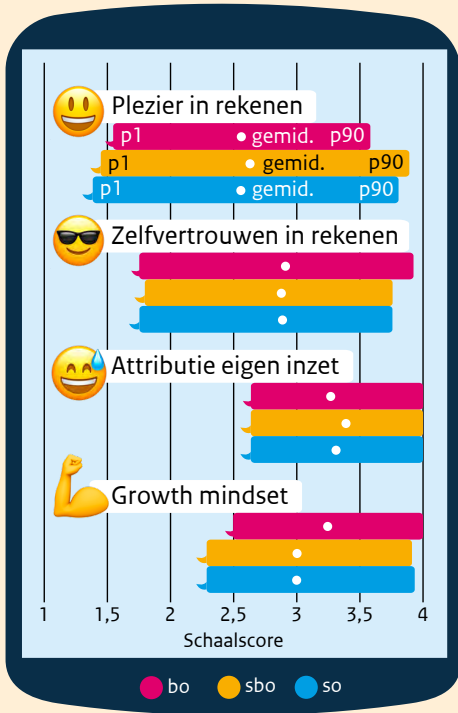 Plezier in rekenen
p1 gemid. p90
p1 gemid. p90
p1 gemid. p90
Zelfvertrouwen in rekenen
Attributie eigen inzet
Growth mindset
1 1,5 2 2,5 3 3,5 4
Schaalscore
bo sbo so